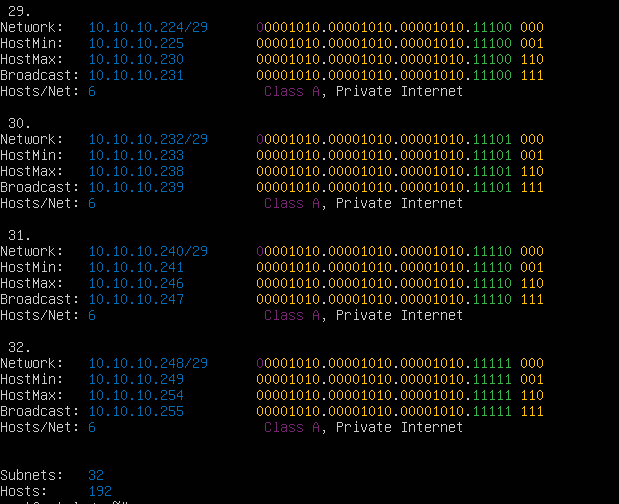 29.
Network:   10.10.10.224/29      00001010.00001010.00001010.11100 000
HostMin:   10.10.10.225         00001010.00001010.00001010.11100 001
HostMax:   10.10.10.230         00001010.00001010.00001010.11100 110
Broadcast: 10.10.10.231         00001010.00001010.00001010.11100 111
Hosts/Net: 6                     Class A, Private Internet
30.
Network:   10.10.10.232/29      00001010.00001010.00001010.11101 000
HostMin:   10.10.10.233         00001010.00001010.00001010.11101 001
HostMax:   10.10.10.238         00001010.00001010.00001010.11101 110
Broadcast: 10.10.10.239         00001010.00001010.00001010.11101 111
Hosts/Net: 6                     Class A, Private Internet
31.
Network:   10.10.10.240/29      00001010.00001010.00001010.11110 000
HostMin:   10.10.10.241         00001010.00001010.00001010.11110 001
HostMax:   10.10.10.246         00001010.00001010.00001010.11110 110
Broadcast: 10.10.10.247         00001010.00001010.00001010.11110 111
Hosts/Net: 6                     Class A, Private Internet
32.
Network:   10.10.10.248/29      00001010.00001010.00001010.11111 000
HostMin:   10.10.10.249         00001010.00001010.00001010.11111 001
HostMax:   10.10.10.254         00001010.00001010.00001010.11111 110
Broadcast: 10.10.10.255         00001010.00001010.00001010.11111 111
Hosts/Net: 6                     Class A, Private Internet
Subnets:   32
Hosts:     192